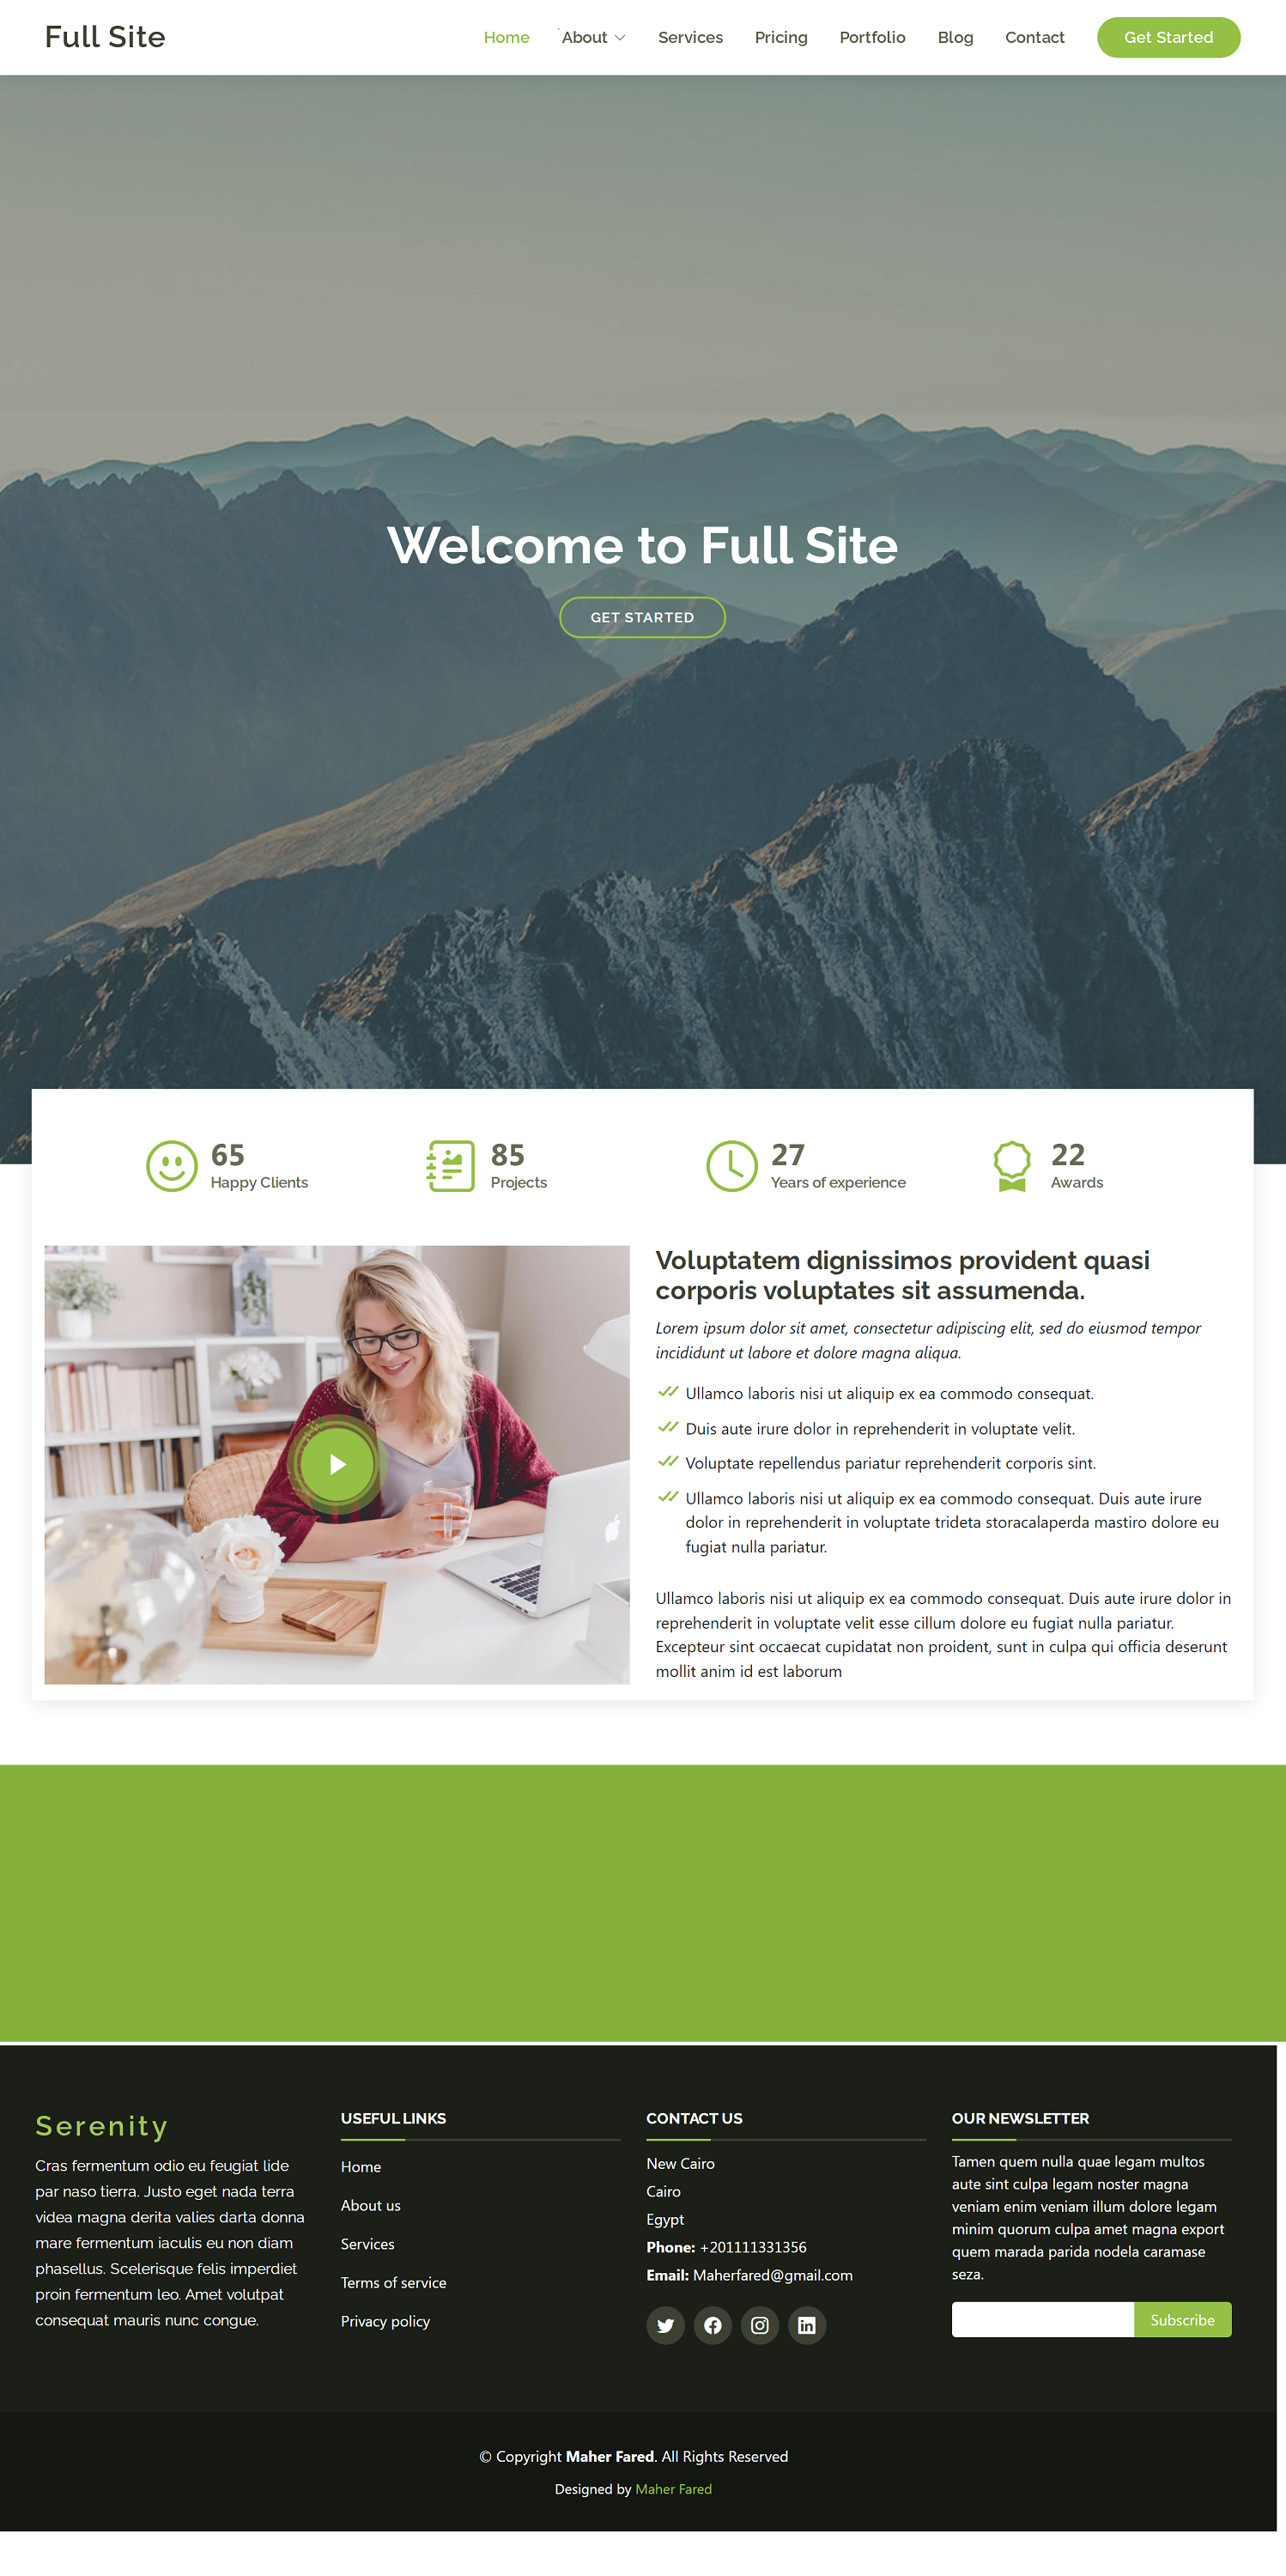 Full Site
Home
About
Services
Pricing
Portfolio
Blog
Contact
Get Started
Welcome to Full Site
GET STARTED
65
Happy Clients
85
Projects
27
Years of experience
22
Awards
Voluptatem dignissimos provident quasi
corporis voluptates sit assumenda.
Lorem ipsum dolor sit amet, consectetur adipiscing elit, sed do eiusmod tempor
incididunt ut labore et dolore magna aliqua.
Ullamco laboris nisi ut aliquip ex ea commodo consequat.
Duis aute irure dolor in reprehenderit in voluptate velit.
Voluptate repellendus pariatur reprehenderit corporis sint.
Ullamco laboris nisi ut aliquip ex ea commodo consequat. Duis aute irure
dolor in reprehenderit in voluptate trideta storacalaperda mastiro dolore eu
fugiat nulla pariatur.
Ullamco laboris nisi ut aliquip ex ea commodo consequat. Duis aute irure dolor in
reprehenderit in voluptate velit esse cillum dolore eu fugiat nulla pariatur.
Excepteur sint occaecat cupidatat non proident, sunt in culpa qui officia deserunt
mollit anim id est laborum
Serenity
Cras fermentum odio eu feugiat lide
par naso tierra. Justo eget nada terra
videa magna derita valies darta donna
mare fermentum iaculis eu non diam
phasellus. Scelerisque felis imperdiet
proin fermentum leo. Amet volutpat
consequat mauris nunc congue.
USEFUL LINKS
Home
About us
Services
Terms of service
Privacy policy
CONTACT US
New Cairo
Cairo
Egypt
Phone: +201111331356
Email: Maherfared@gmail.com
OUR NEWSLETTER
Tamen quem nulla quae legam multos
aute sint culpa legam noster magna
veniam enim veniam illum dolore legam
minim quorum culpa amet magna export
quem marada parida nodela caramase
seza.
Subscribe
© Copyright Maher Fared. All Rights Reserved
Designed by Maher Fared